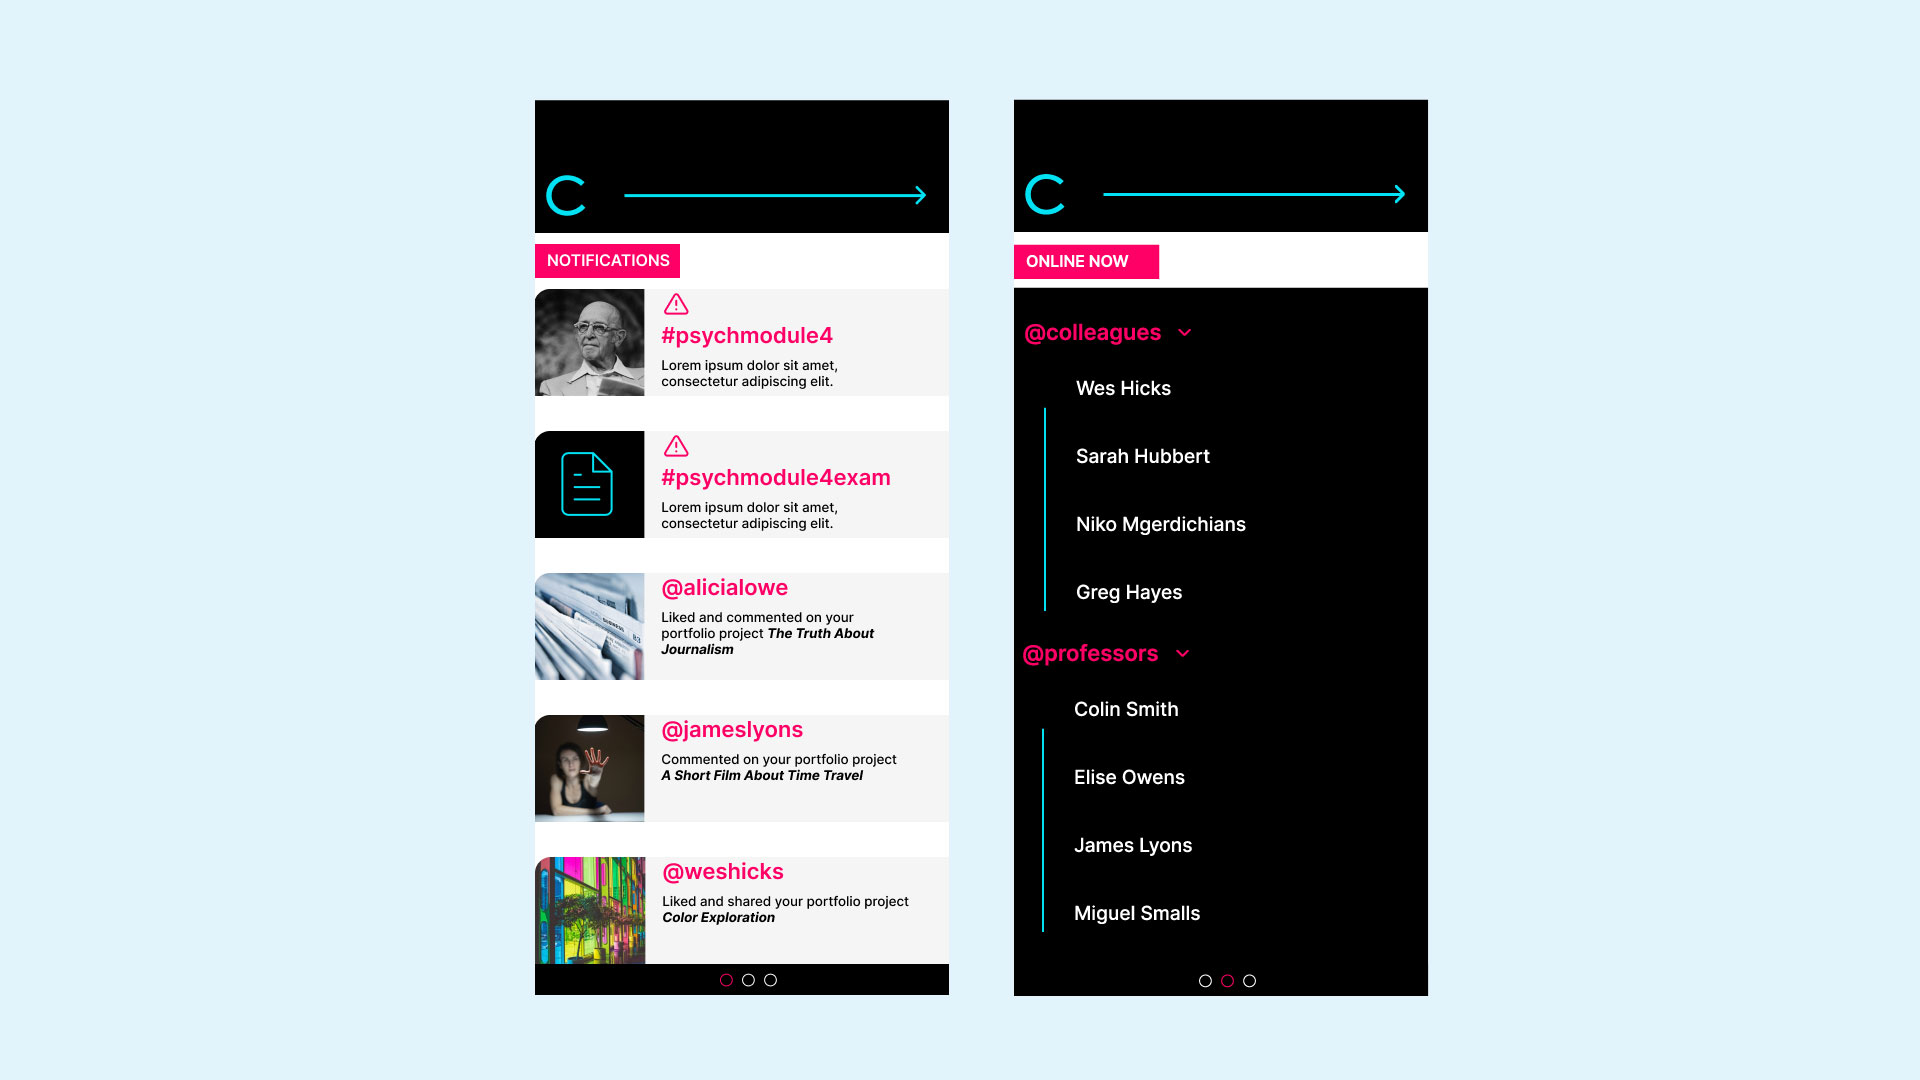 C
NOTIFICATIONS
#psychmodule4
Lorem ipsum dolor sit amet,
consectetur adipiscing elit.
#psychmodule4exam
Lorem ipsum dolor sit amet,
consectetur adipiscing elit.
BUSINESS
B3
@alicialowe
Liked and commented on your
portfolio project The Truth About
Journalism
@jameslyons
Commented on your portfolio project
A Short Film About Time Travel
@weshicks
Liked and shared your portfolio project
Color Exploration
C
ONLINE NOW
@colleagues
Wes Hicks
Sarah Hubbert
Niko Mgerdichians
Greg Hayes
@professors
Colin Smith
Elise Owens
James Lyons
Miguel Smalls